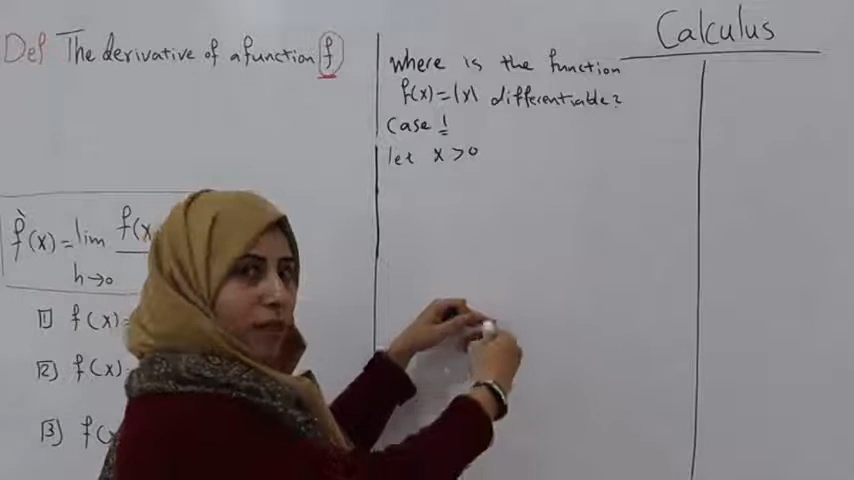 Calculus
Def The derivative of a function f
f'(x) = lim f(x
h→0
1 f(x)=
2 f(x)
3 f(
where is the function
f(x)=|x| differentiable?
Case 1
let x>0